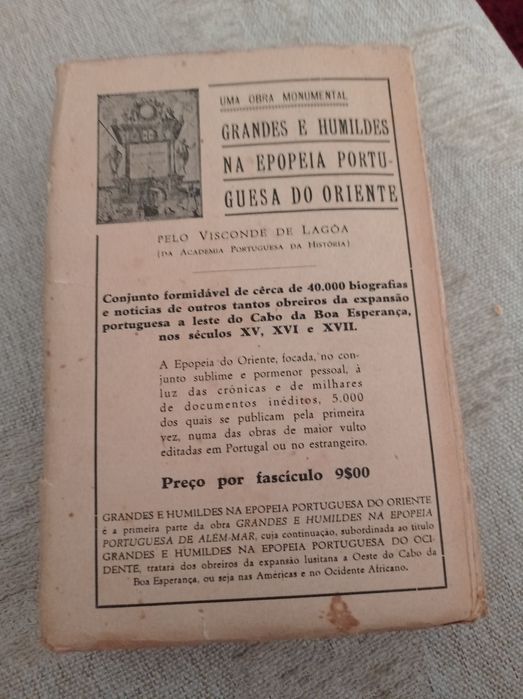 UMA OBRA MONUMENTAL
GRANDES E HUMILDES
NA EPOPEIA PORTU-
GUESA DO ORIENTE
PELO VISCONDE DE LAGÔA
(DA ACADEMIA PORTUGUESA DA HISTÓRIA)
Conjunto formidável de cêrca de 40.000 biografias
e notícias de outros tantos obreiros da expansão
portuguesa a leste do Cabo da Boa Esperança,
nos séculos XV, XVI e XVII.
A Epopeia do Oriente, focada, no con-
junto sublime e pormenor pessoal, à
luz das crónicas e de milhares
de documentos inéditos, 5.000
dos quais se publicam pela primeira
vez, numa das obras de maior vulto
editadas em Portugal ou no estrangeiro.
Preço por fascículo 9$00
GRANDES E HUMILDES NA EPOPEIA PORTUGUESA DO ORIENTE
é a primeira parte da obra GRANDES E HUMILDES NA EPOPEIA
PORTUGUESA DE ALÉM-MAR, cuja continuação, subordinada ao título
GRANDES E HUMILDES NA EPOPEIA PORTUGUESA DO OCI-
DENTE, tratará dos obreiros da expansão lusitana a Oeste do Cabo da
Boa Esperança, ou seja nas Américas e no Ocidente Africano.